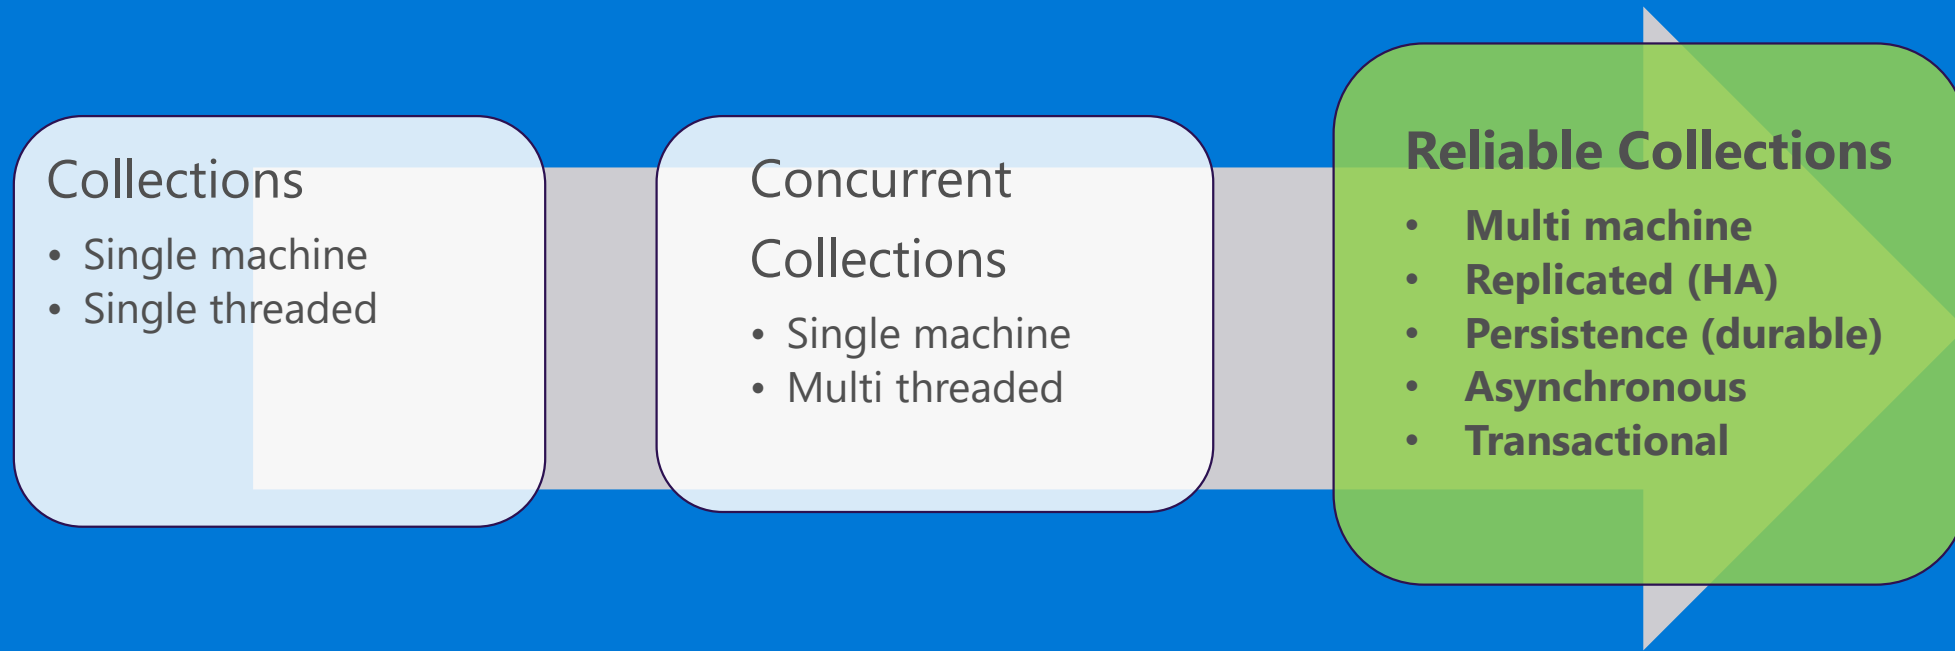 Collections
• Single machine
• Single threaded
Concurrent
Collections
• Single machine
• Multi threaded
Reliable Collections
• Multi machine
• Replicated (HA)
• Persistence (durable)
• Asynchronous
• Transactional